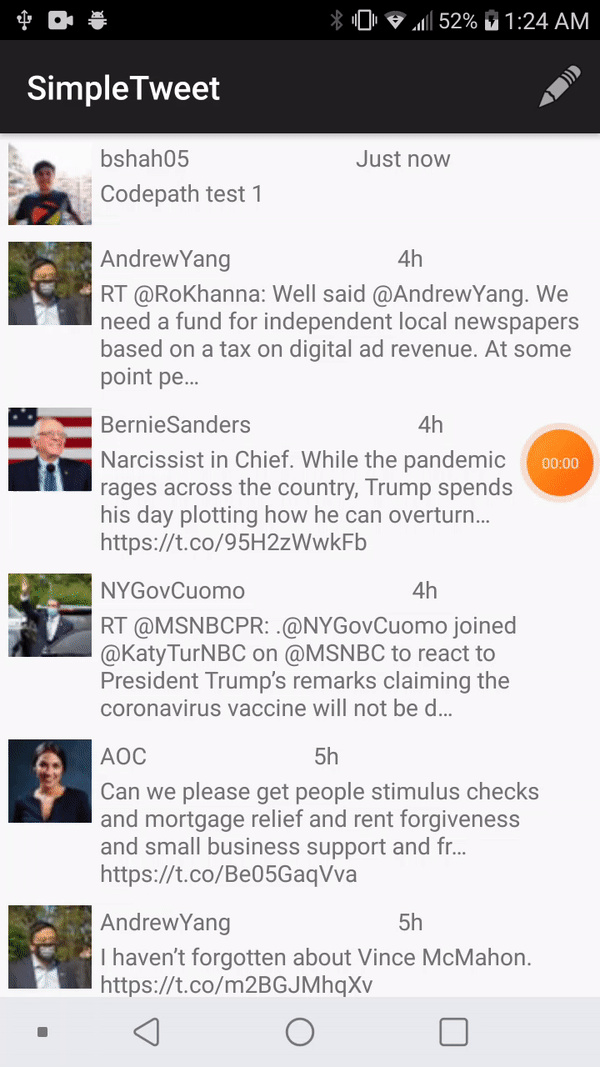 52% 1:24 AM
SimpleTweet
bshah05 Just now
Codepath test 1
AndrewYang 4h
RT @RoKhanna: Well said @AndrewYang. We
need a fund for independent local newspapers
based on a tax on digital ad revenue. At some
point pe…
BernieSanders 4h
Narcissist in Chief. While the pandemic
rages across the country, Trump spends
his day plotting how he can overturn…
https://t.co/95H2zWwkFb
00:00
NYGovCuomo 4h
RT @MSNBCPR: .@NYGovCuomo joined
@KatyTurNBC on @MSNBC to react to
President Trump’s remarks claiming the
coronavirus vaccine will not be d…
AOC 5h
Can we please get people stimulus checks
and mortgage relief and rent forgiveness
and small business support and fr…
https://t.co/Be05GaqVva
AndrewYang 5h
I haven’t forgotten about Vince McMahon.
https://t.co/m2BGJMhqXv